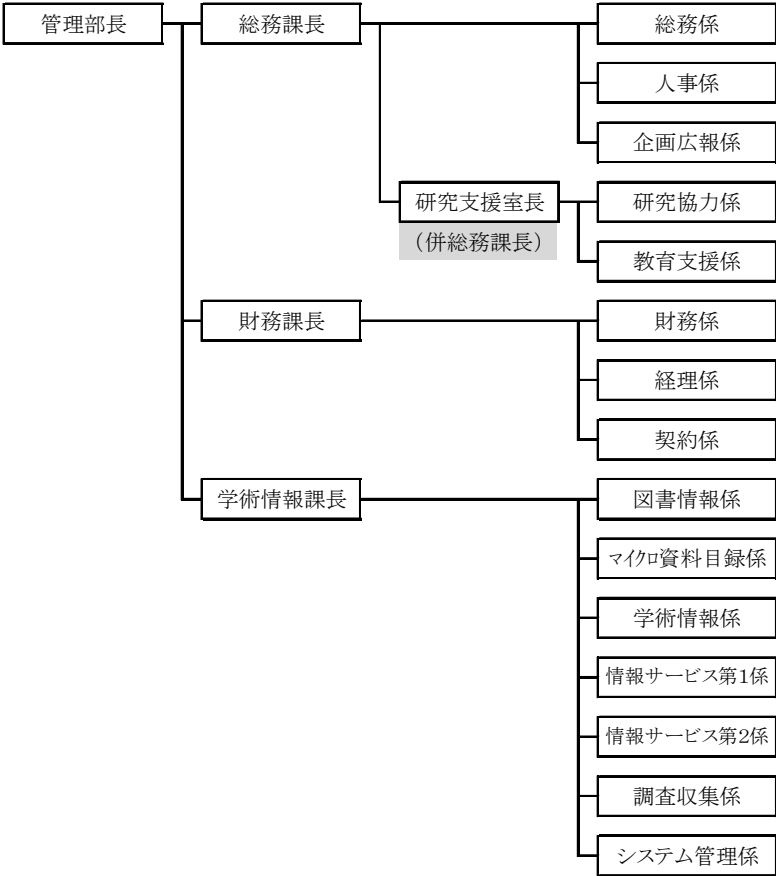 管理部長
総務課長
総務係
人事係
企画広報係
研究支援室長
（併総務課長）
研究協力係
教育支援係
財務課長
財務係
経理係
契約係
学術情報課長
図書情報係
マイクロ資料目録係
学術情報係
情報サービス第1係
情報サービス第2係
調査収集係
システム管理係